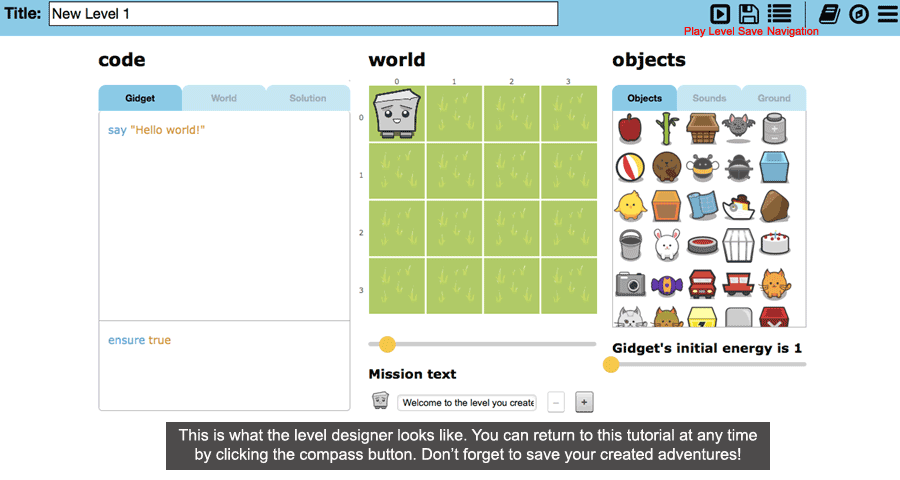 Title: New Level 1
Play Level Save Navigation
code
world
objects
Gidget World Solution
say "Hello world!"
ensure true
0 1 2 3
0
1
2
3
Mission text
Welcome to the level you create
− +
Objects Sounds Ground
Gidget's initial energy is 1
This is what the level designer looks like. You can return to this tutorial at any time
by clicking the compass button. Don't forget to save your created adventures!